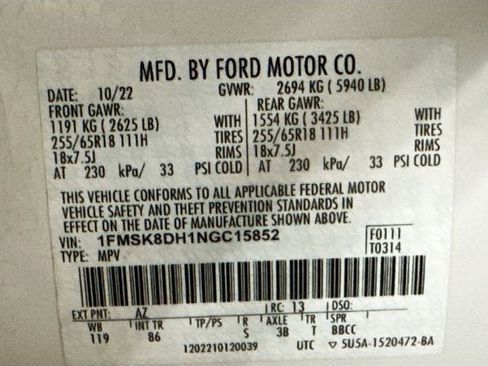 MFD. BY FORD MOTOR CO.
DATE: 10/22 GVWR: 2694 KG ( 5940 LB)
FRONT GAWR: REAR GAWR:
1191 KG ( 2625 LB) WITH 1554 KG ( 3425 LB) WITH
255/65R18 111H TIRES 255/65R18 111H TIRES
18x7.5J RIMS 18x7.5J RIMS
AT 230 kPa/ 33 PSI COLD AT 230 kPa/ 33 PSI COLD
THIS VEHICLE CONFORMS TO ALL APPLICABLE FEDERAL MOTOR
VEHICLE SAFETY AND THEFT PREVENTION STANDARDS IN
EFFECT ON THE DATE OF MANUFACTURE SHOWN ABOVE.
VIN: 1FMSK8DH1NGC15852 F0111
TYPE: MPV T0314
EXT PNT: AZ RC: 13 DSO:
WB INT TR TP/PS R AXLE TR SPR
119 86 S 3B T BBCC
1202210120039 UTC ▽ 5U5A-1520472-BA